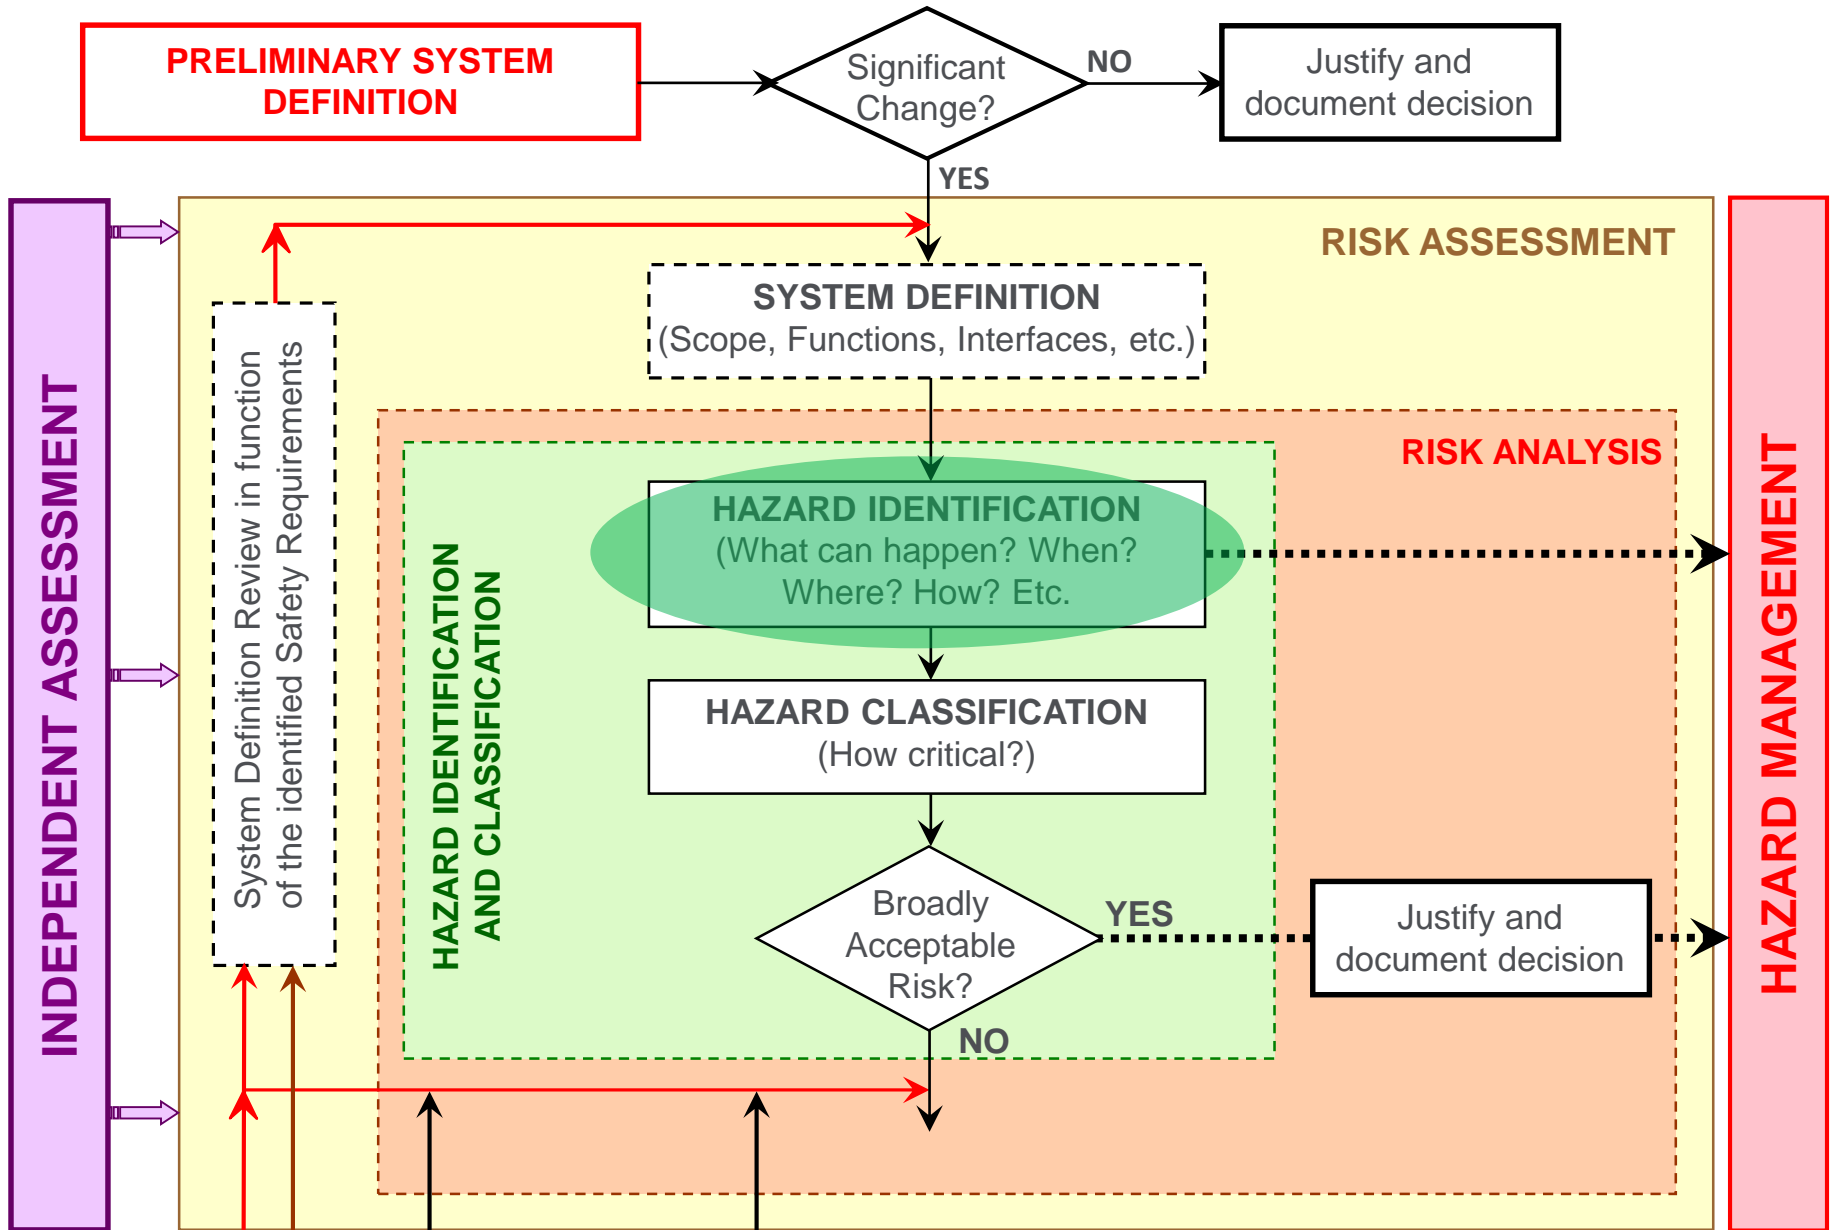 PRELIMINARY SYSTEM
DEFINITION
Significant
Change?
NO
Justify and
document decision
YES
RISK ASSESSMENT
SYSTEM DEFINITION
(Scope, Functions, Interfaces, etc.)
INDEPENDENT ASSESSMENT
System Definition Review in function
of the identified Safety Requirements
RISK ANALYSIS
HAZARD IDENTIFICATION
AND CLASSIFICATION
HAZARD IDENTIFICATION
(What can happen? When?
Where? How? Etc.
HAZARD CLASSIFICATION
(How critical?)
Broadly
Acceptable
Risk?
YES
Justify and
document decision
NO
HAZARD MANAGEMENT